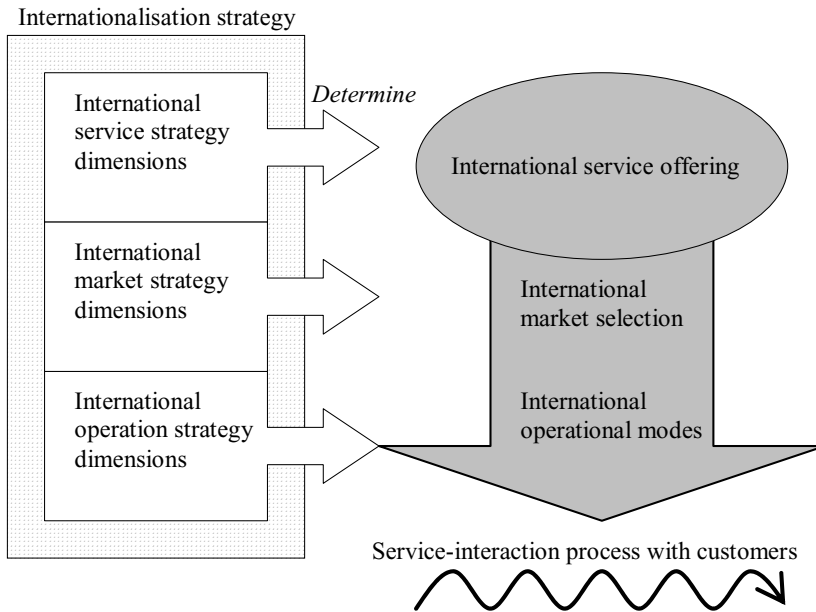 Internationalisation strategy
International
service strategy
dimensions
Determine
International service offering
International
market strategy
dimensions
International
market selection
International
operation strategy
dimensions
International
operational modes
Service-interaction process with customers